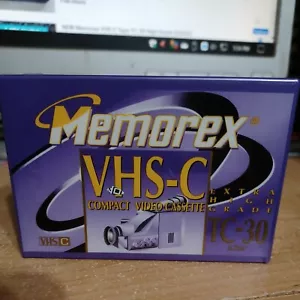 Memorex®
VHS-C
COMPACT VIDEO CASSETTE
EXTRA
HIGH
GRADE
TC-30
VHS C